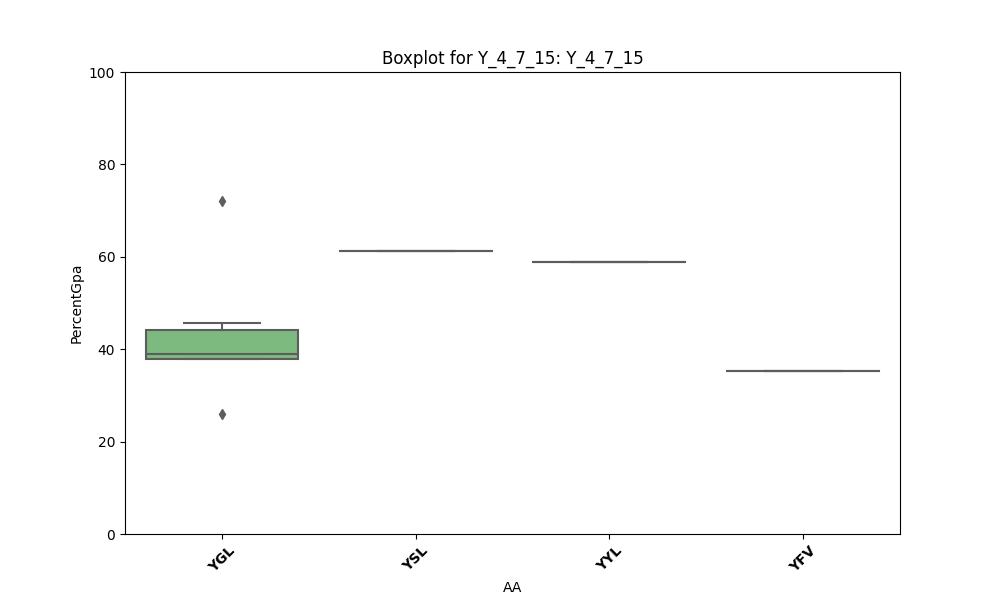 Boxplot for Y_4_7_15: Y_4_7_15
100
80
60
40
20
0
PercentGpa
YGL
YSL
YYL
YFV
AA